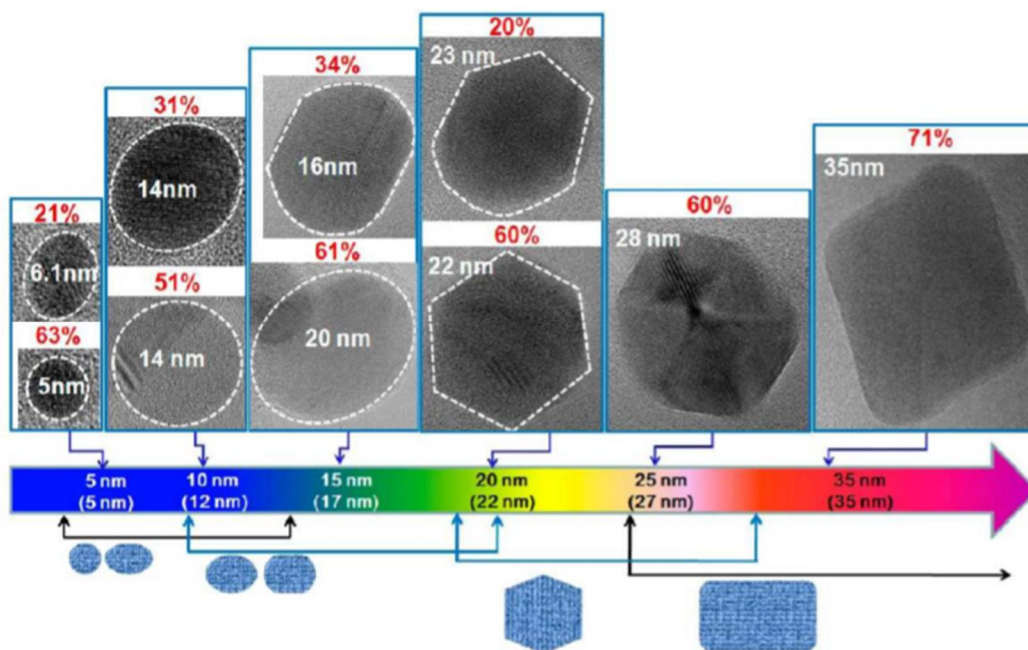 21%
6.1nm
63%
5nm
31%
14nm
51%
14 nm
34%
16nm
61%
20 nm
20%
23 nm
60%
22 nm
60%
28 nm
71%
35nm
5 nm
(5 nm)
10 nm
(12 nm)
15 nm
(17 nm)
20 nm
(22 nm)
25 nm
(27 nm)
35 nm
(35 nm)